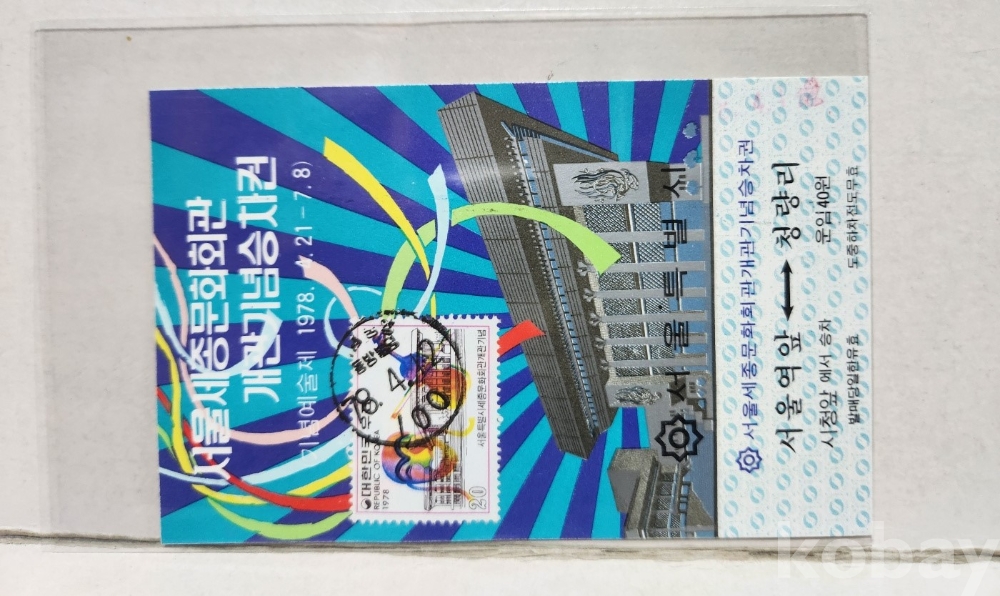 서울세종문화회관
개관기념승차권
기념예술제 1978. 4. 21 - 7. 8)
대한민국우표
REPUBLIC OF KOREA
1978
20
서울특별시세종문화회관개관기념
서울특별시
서울세종문화회관개관기념승차권
서울역앞 ↔ 청량리
시청앞 에서 승차 운임40원
발매당일한유효 도중하차전도무효
kobay